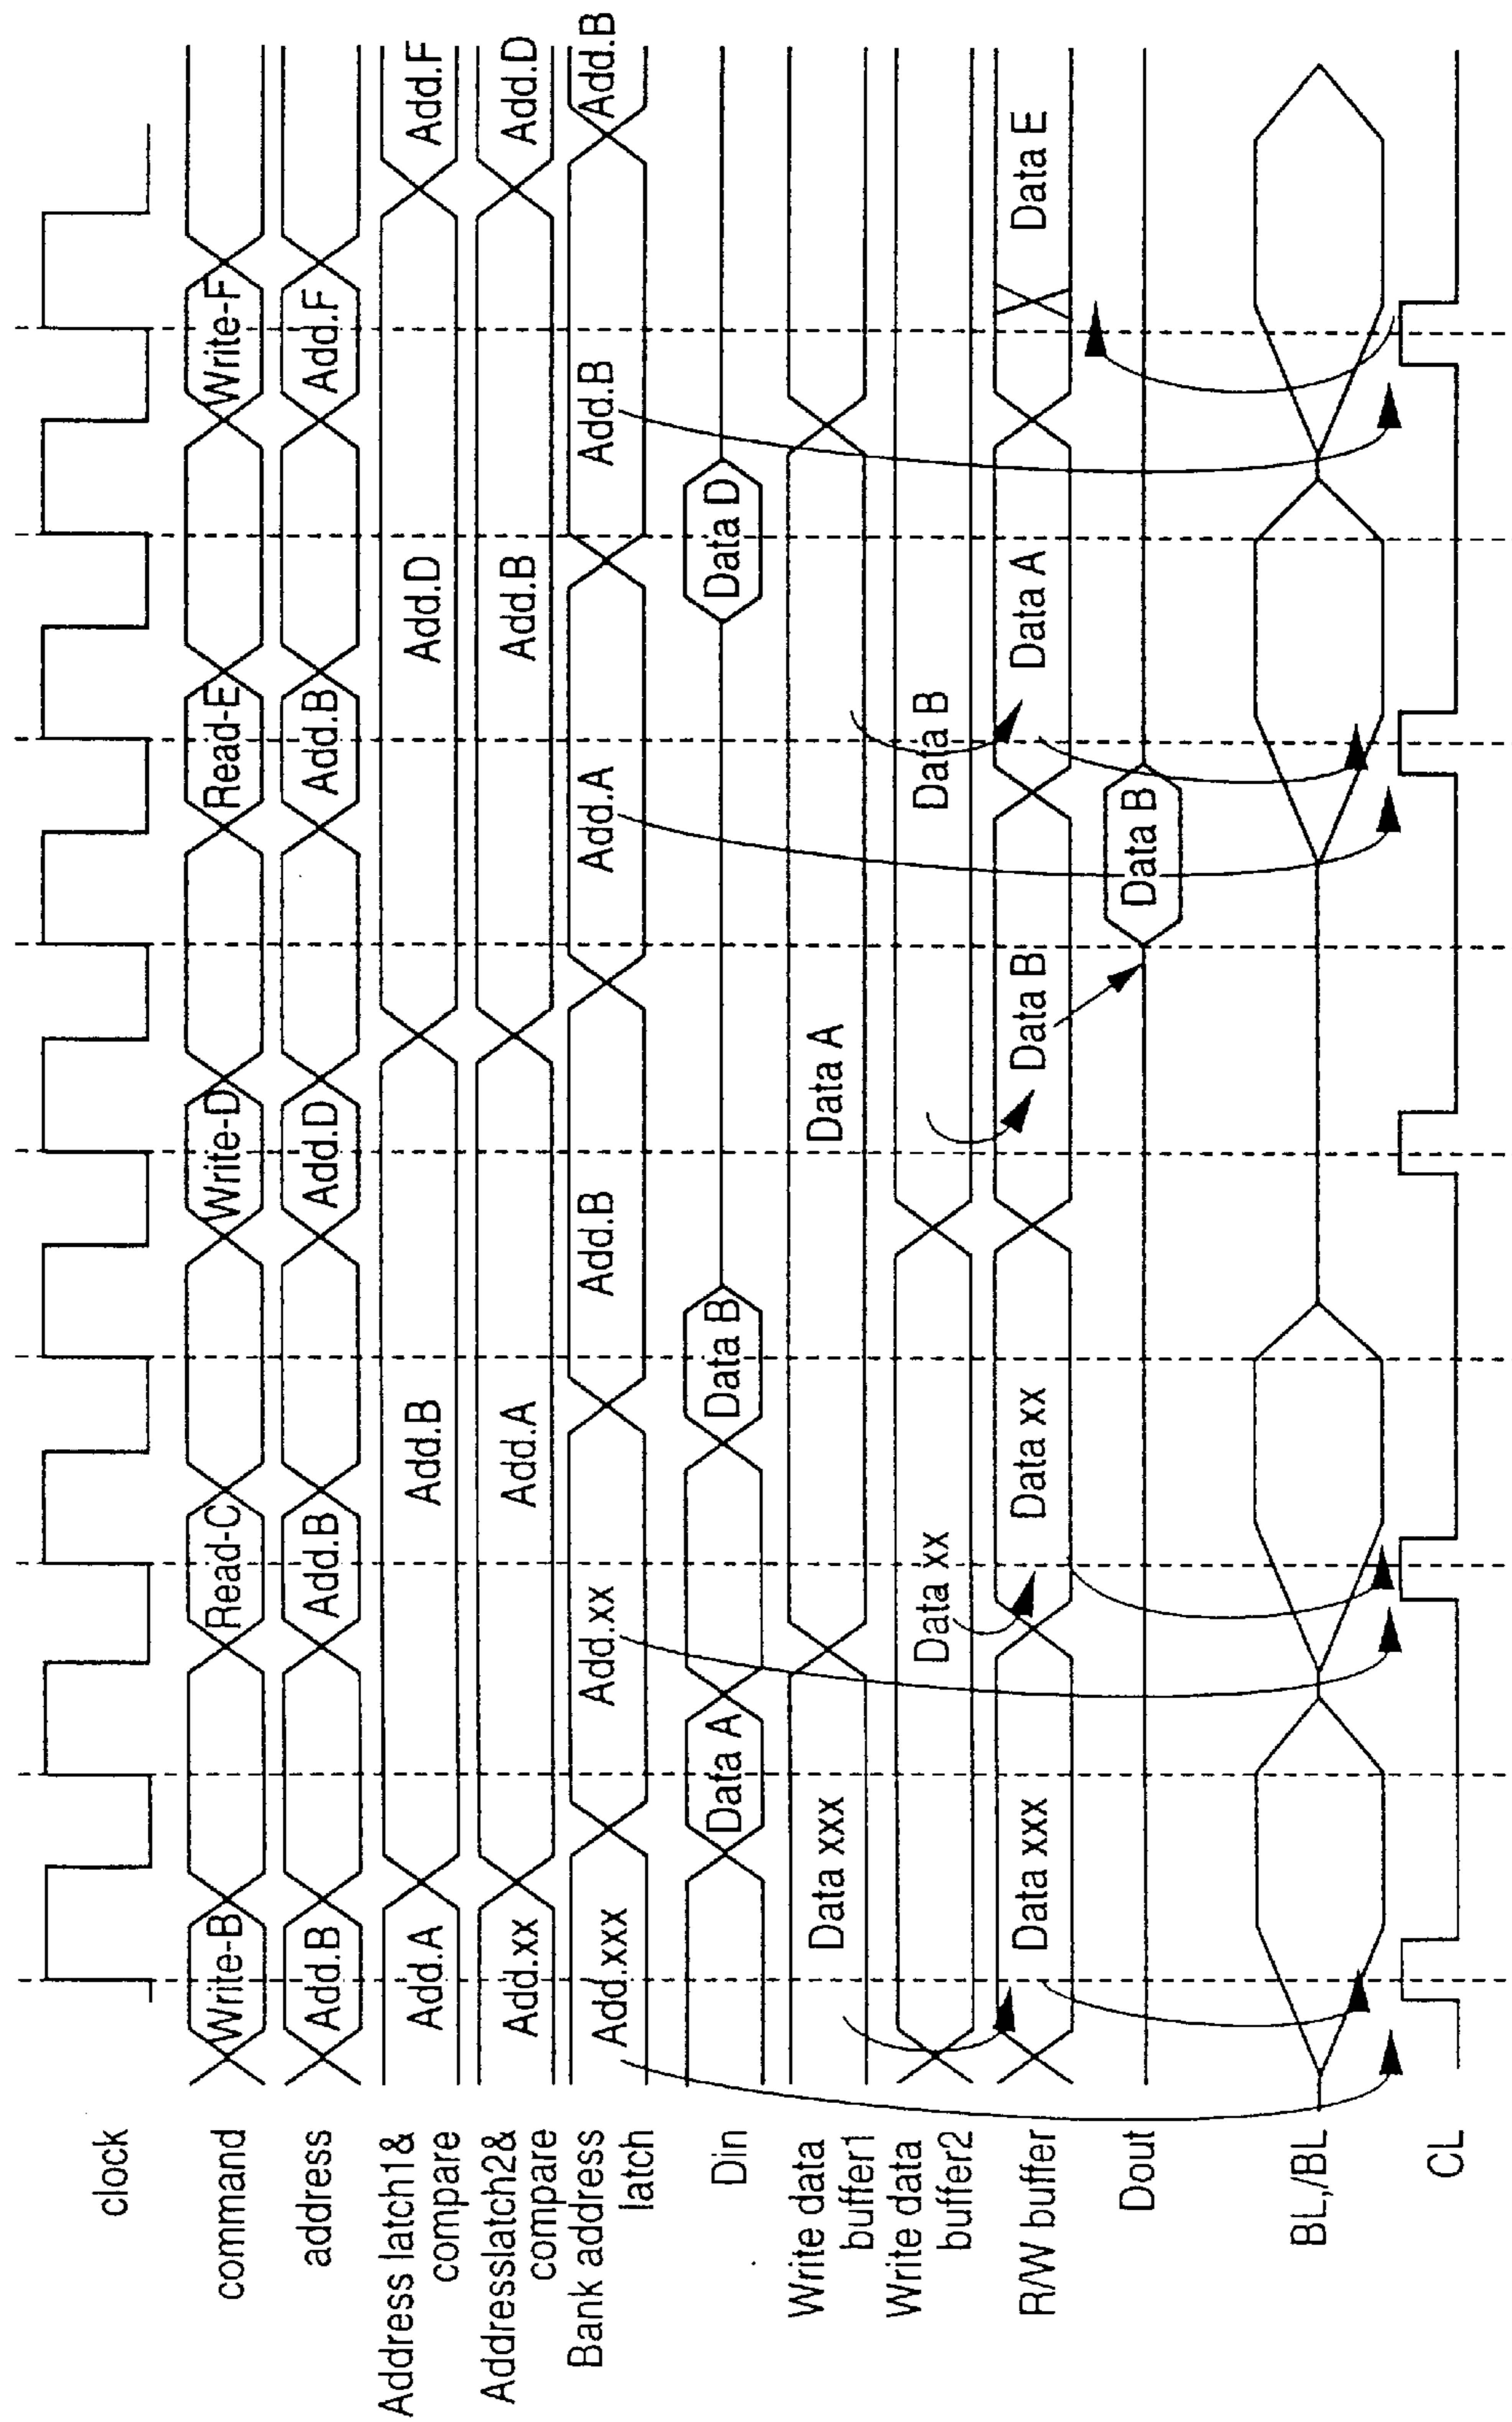 clock
command
Write-B
Read-C
Write-D
Read-E
Write-F
address
Add.B
Add.B
Add.D
Add.B
Add.F
Address latch1&
compare
Add.A
Add.B
Add.D
Add.F
Addresslatch2&
compare
Add.xx
Add.A
Add.B
Add.D
Bank address
latch
Add.xxx
Add.xx
Add.B
Add.A
Add.B
Add.B
Din
Data A
Data B
Data D
Write data
buffer1
Data xxx
Data A
Write data
buffer2
Data xx
Data B
R/W buffer
Data xxx
Data xx
Data B
Data A
Data E
Dout
Data B
BL,/BL
CL